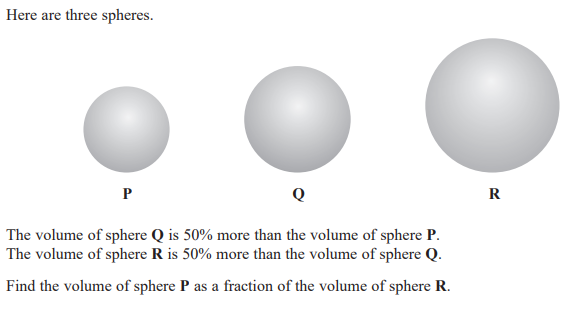 Here are three spheres.
P Q R
The volume of sphere Q is 50% more than the volume of sphere P.
The volume of sphere R is 50% more than the volume of sphere Q.
Find the volume of sphere P as a fraction of the volume of sphere R.